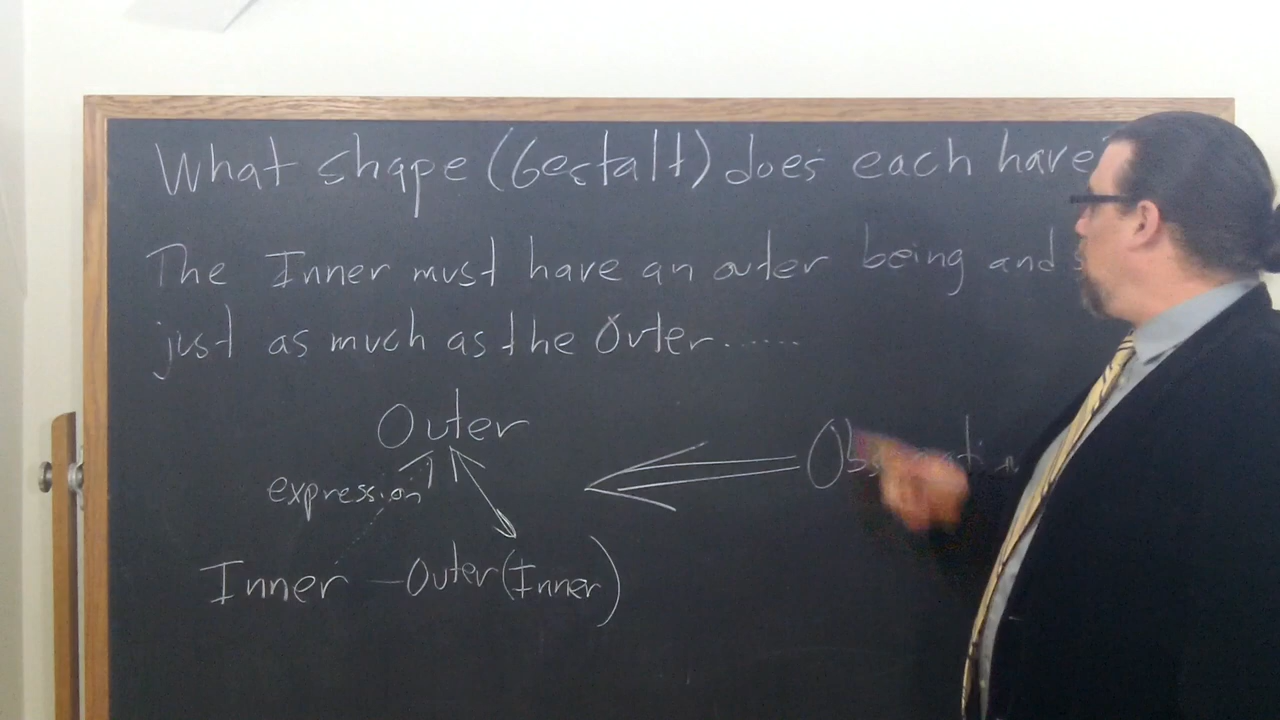 What shape (Gestalt) does each have?
The Inner must have an outer being and
just as much as the Outer......
Outer
expression
Inner — Outer (Inner)